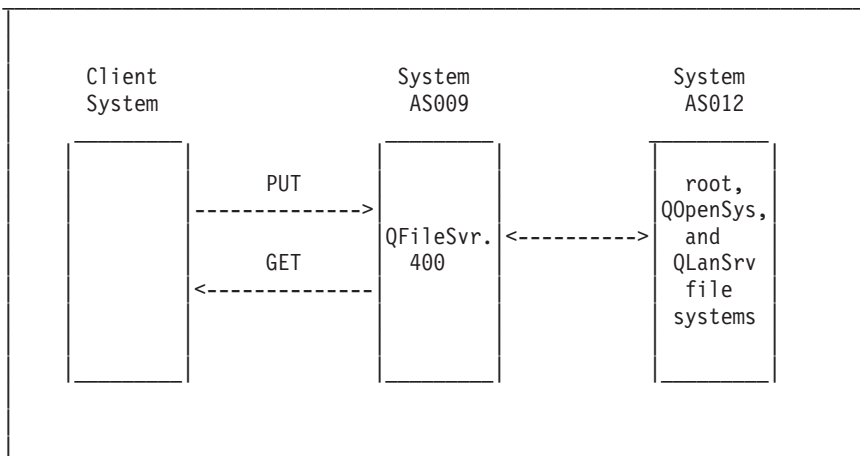 Client System System
System AS009 AS012
PUT root,
QOpenSys,
QFileSvr. and
GET 400 QLanSrv
file
systems